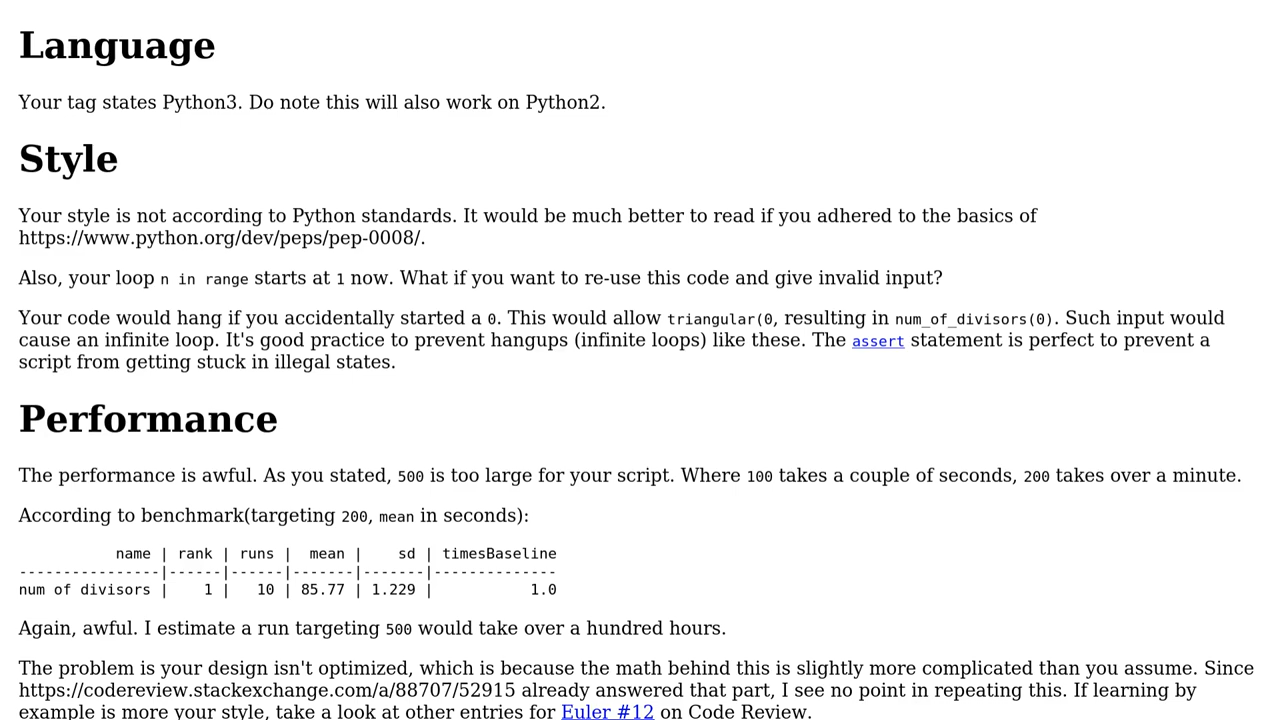 Language
Your tag states Python3. Do note this will also work on Python2.
Style
Your style is not according to Python standards. It would be much better to read if you adhered to the basics of
https://www.python.org/dev/peps/pep-0008/.
Also, your loop n in range starts at 1 now. What if you want to re-use this code and give invalid input?
Your code would hang if you accidentally started a 0. This would allow triangular(0, resulting in num_of_divisors(0). Such input would
cause an infinite loop. It's good practice to prevent hangups (infinite loops) like these. The assert statement is perfect to prevent a
script from getting stuck in illegal states.
Performance
The performance is awful. As you stated, 500 is too large for your script. Where 100 takes a couple of seconds, 200 takes over a minute.
According to benchmark(targeting 200, mean in seconds):
           name | rank | runs |  mean |    sd | timesBaseline
----------------|------|------|-------|-------|--------------
num of divisors |    1 |   10 | 85.77 | 1.229 |           1.0
Again, awful. I estimate a run targeting 500 would take over a hundred hours.
The problem is your design isn't optimized, which is because the math behind this is slightly more complicated than you assume. Since
https://codereview.stackexchange.com/a/88707/52915 already answered that part, I see no point in repeating this. If learning by
example is more your style, take a look at other entries for Euler #12 on Code Review.